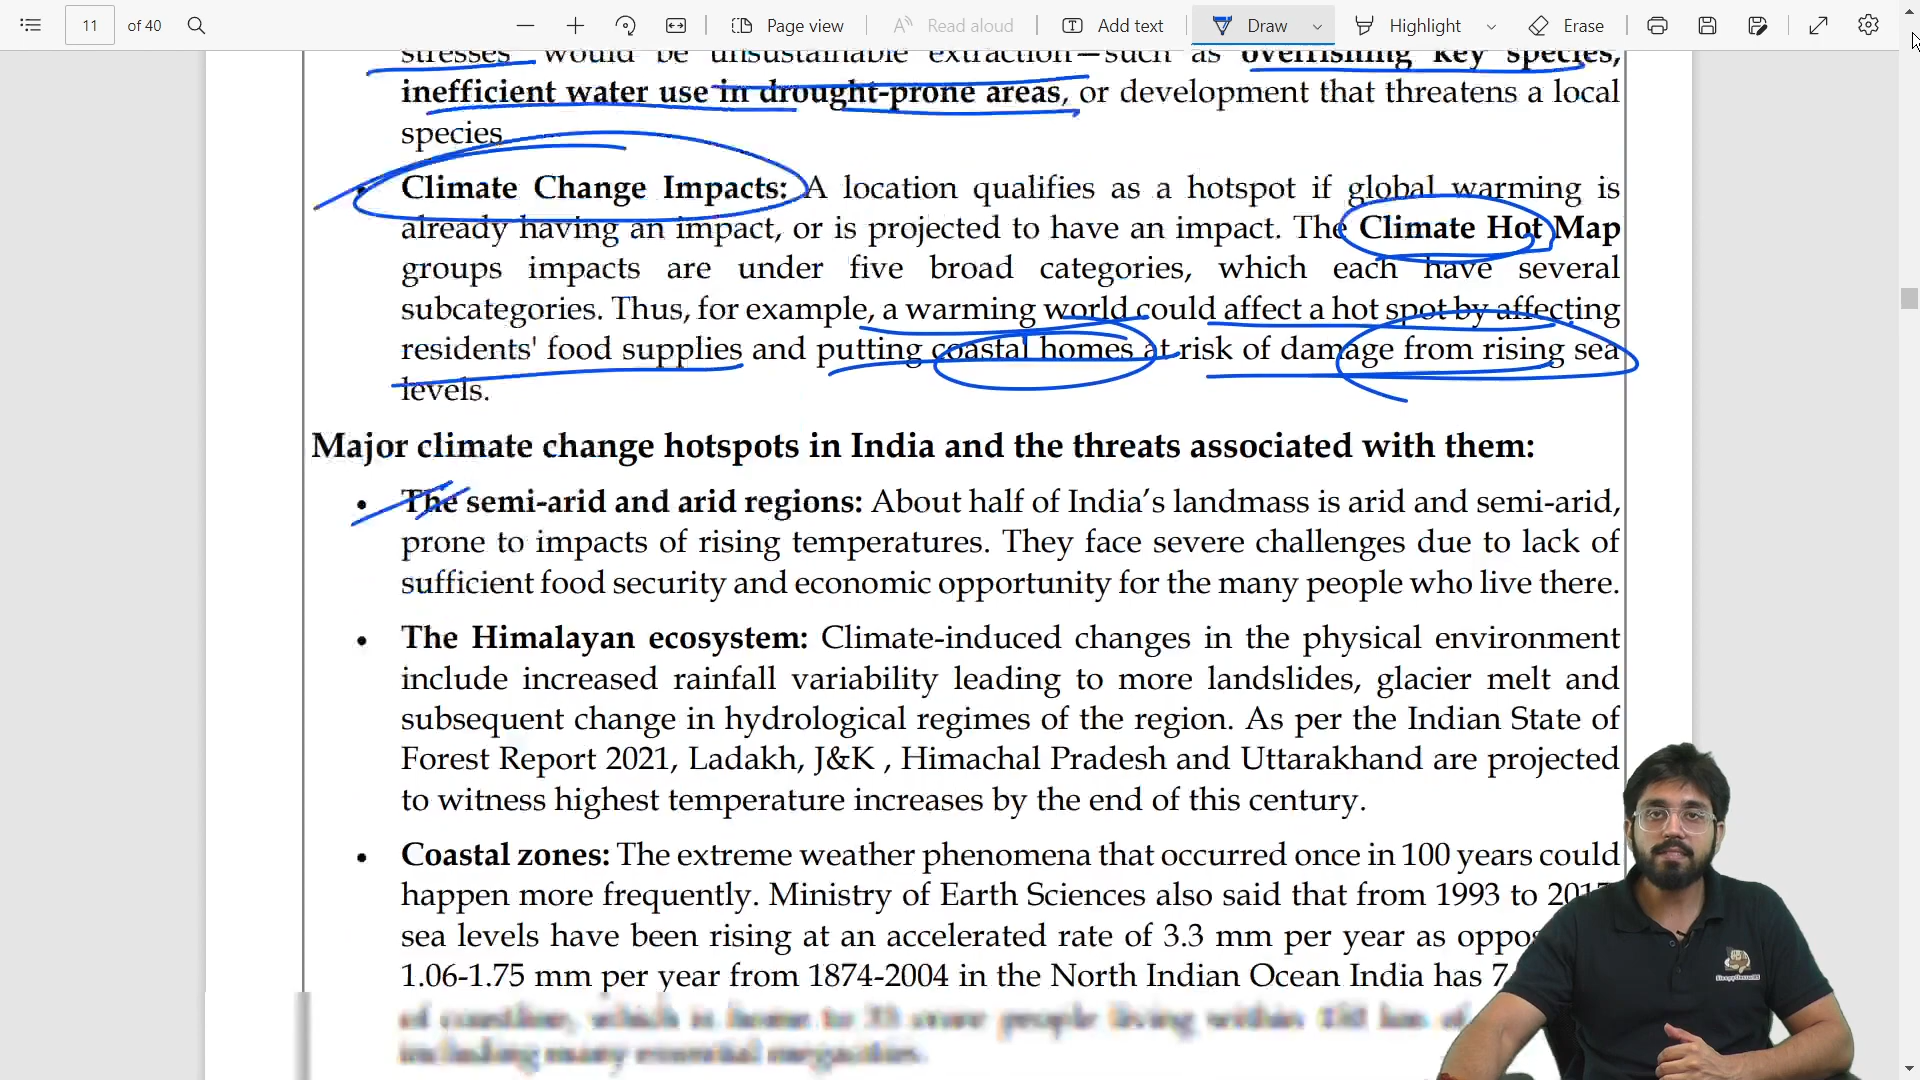 11 of 40 Page view Read aloud Add text Draw Highlight Erase
stresses would be unsustainable extraction—such as overfishing key species,
inefficient water use in drought-prone areas, or development that threatens a local
species
• Climate Change Impacts: A location qualifies as a hotspot if global warming is
already having an impact, or is projected to have an impact. The Climate Hot Map
groups impacts are under five broad categories, which each have several
subcategories. Thus, for example, a warming world could affect a hot spot by affecting
residents' food supplies and putting coastal homes at risk of damage from rising sea
levels.
Major climate change hotspots in India and the threats associated with them:
• The semi-arid and arid regions: About half of India's landmass is arid and semi-arid,
prone to impacts of rising temperatures. They face severe challenges due to lack of
sufficient food security and economic opportunity for the many people who live there.
• The Himalayan ecosystem: Climate-induced changes in the physical environment
include increased rainfall variability leading to more landslides, glacier melt and
subsequent change in hydrological regimes of the region. As per the Indian State of
Forest Report 2021, Ladakh, J&K , Himachal Pradesh and Uttarakhand are projected
to witness highest temperature increases by the end of this century.
• Coastal zones: The extreme weather phenomena that occurred once in 100 years could
happen more frequently. Ministry of Earth Sciences also said that from 1993 to
sea levels have been rising at an accelerated rate of 3.3 mm per year as
1.06-1.75 mm per year from 1874-2004 in the North Indian Ocean India has 7